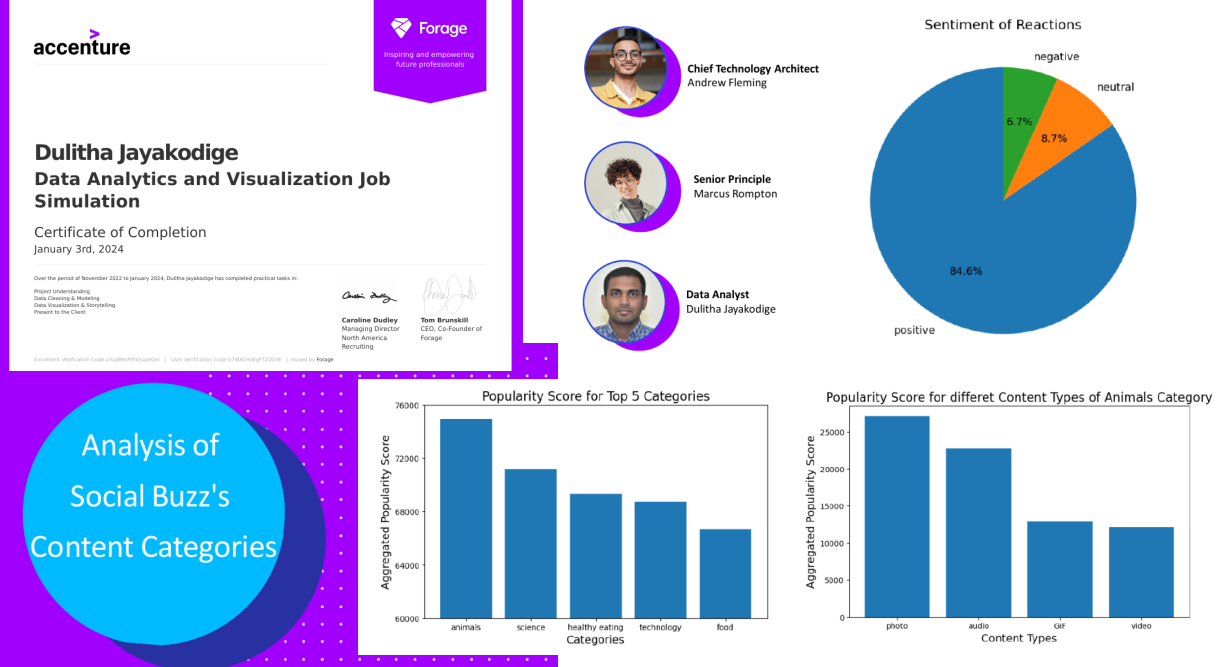 accenture
Forage
Inspiring and empowering
future professionals
Dulitha Jayakodige
Data Analytics and Visualization Job
Simulation
Certificate of Completion
January 3rd, 2024
Over the period of November 2022 to January 2024, Dulitha Jayakodige has completed practical tasks in:
Project Understanding
Data Cleaning & Modeling
Data Visualization & Storytelling
Present to the Client
Caroline Dudley
Managing Director
North America
Recruiting
Tom Brunskill
CEO, Co-Founder of
Forage
Enrolment Verification Code | User Verification Code | Issued by Forage
Chief Technology Architect
Andrew Fleming
Senior Principle
Marcus Rompton
Data Analyst
Dulitha Jayakodige
Sentiment of Reactions
negative
neutral
6.7%
8.7%
84.6%
positive
Analysis of
Social Buzz's
Content Categories
Popularity Score for Top 5 Categories
Aggregated Popularity Score
76000
72000
68000
64000
60000
animals
science
healthy eating
technology
food
Categories
Popularity Score for differet Content Types of Animals Category
Aggregated Popularity Score
25000
20000
15000
10000
5000
0
photo
audio
GIF
video
Content Types